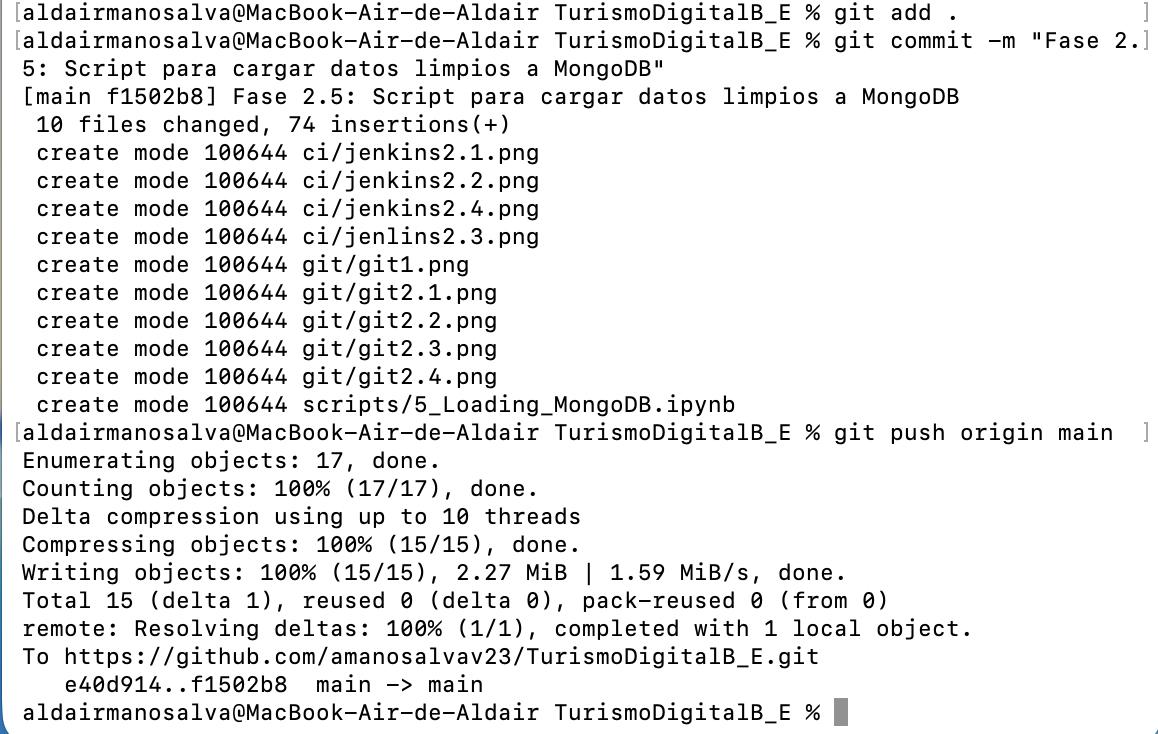 [aldairmanosalva@MacBook-Air-de-Aldair TurismoDigitalB_E % git add .                ]
[aldairmanosalva@MacBook-Air-de-Aldair TurismoDigitalB_E % git commit -m "Fase 2.]
5: Script para cargar datos limpios a MongoDB"
[main f1502b8] Fase 2.5: Script para cargar datos limpios a MongoDB
 10 files changed, 74 insertions(+)
 create mode 100644 ci/jenkins2.1.png
 create mode 100644 ci/jenkins2.2.png
 create mode 100644 ci/jenkins2.4.png
 create mode 100644 ci/jenlins2.3.png
 create mode 100644 git/git1.png
 create mode 100644 git/git2.1.png
 create mode 100644 git/git2.2.png
 create mode 100644 git/git2.3.png
 create mode 100644 git/git2.4.png
 create mode 100644 scripts/5_Loading_MongoDB.ipynb
[aldairmanosalva@MacBook-Air-de-Aldair TurismoDigitalB_E % git push origin main  ]
Enumerating objects: 17, done.
Counting objects: 100% (17/17), done.
Delta compression using up to 10 threads
Compressing objects: 100% (15/15), done.
Writing objects: 100% (15/15), 2.27 MiB | 1.59 MiB/s, done.
Total 15 (delta 1), reused 0 (delta 0), pack-reused 0 (from 0)
remote: Resolving deltas: 100% (1/1), completed with 1 local object.
To https://github.com/amanosalvav23/TurismoDigitalB_E.git
   e40d914..f1502b8  main -> main
aldairmanosalva@MacBook-Air-de-Aldair TurismoDigitalB_E %